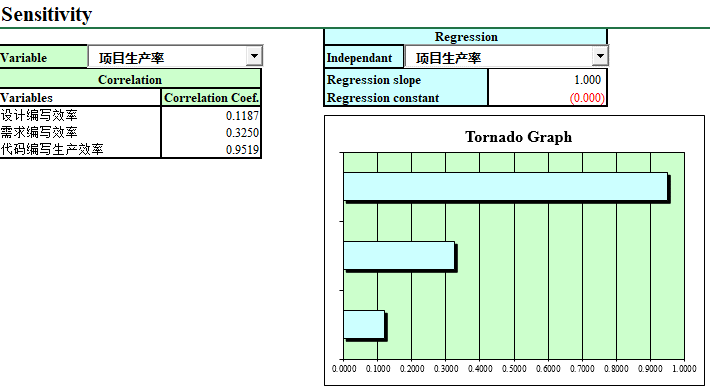 Sensitivity
Regression
Variable 项目生产率
Independant 项目生产率
Correlation
Regression slope 1.000
Variables Correlation Coef.
Regression constant (0.000)
设计编写效率 0.1187
需求编写效率 0.3250
代码编写生产效率 0.9519
Tornado Graph
0.0000 0.1000 0.2000 0.3000 0.4000 0.5000 0.6000 0.7000 0.8000 0.9000 1.0000